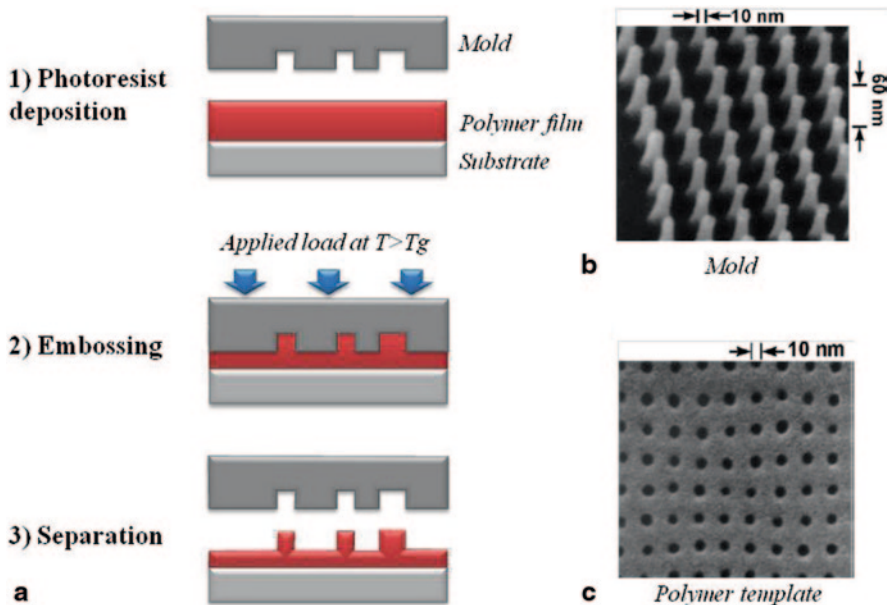 1) Photoresist
deposition
Mold
Polymer film
Substrate
Applied load at T>Tg
2) Embossing
3) Separation
a
10 nm
60 nm
b
Mold
10 nm
c
Polymer template